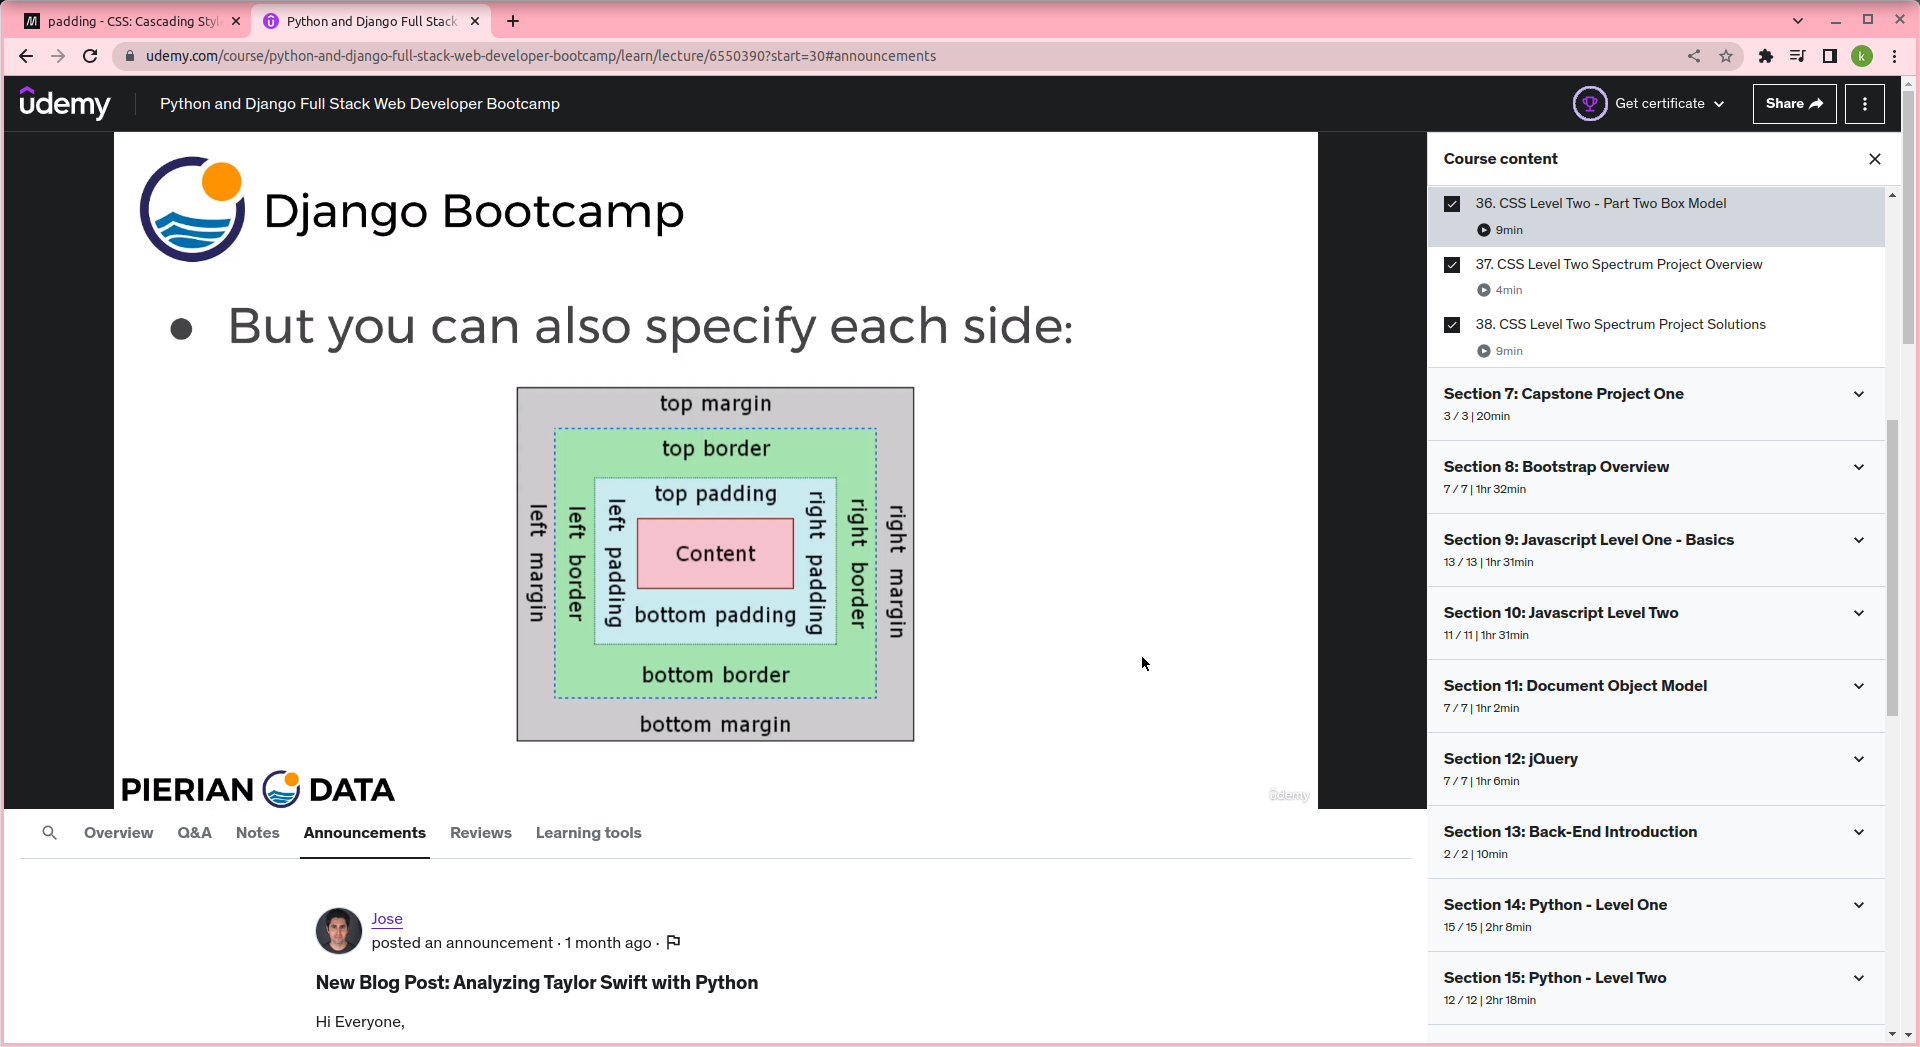 padding - CSS: Cascading Styl
Python and Django Full Stack
udemy.com/course/python-and-django-full-stack-web-developer-bootcamp/learn/lecture/6550390?start=30#announcements
k
udemy
Python and Django Full Stack Web Developer Bootcamp
Get certificate
Share
Django Bootcamp
But you can also specify each side:
top margin
top border
top padding
left margin
left border
left padding
Content
right padding
right border
right margin
bottom padding
bottom border
bottom margin
PIERIAN DATA
udemy
Course content
36. CSS Level Two - Part Two Box Model
9min
37. CSS Level Two Spectrum Project Overview
4min
38. CSS Level Two Spectrum Project Solutions
9min
Section 7: Capstone Project One
3 / 3 | 20min
Section 8: Bootstrap Overview
7 / 7 | 1hr 32min
Section 9: Javascript Level One - Basics
13 / 13 | 1hr 31min
Section 10: Javascript Level Two
11 / 11 | 1hr 31min
Section 11: Document Object Model
7 / 7 | 1hr 2min
Section 12: jQuery
7 / 7 | 1hr 6min
Section 13: Back-End Introduction
2 / 2 | 10min
Section 14: Python - Level One
15 / 15 | 2hr 8min
Section 15: Python - Level Two
12 / 12 | 2hr 18min
Overview Q&A Notes Announcements Reviews Learning tools
Jose
posted an announcement · 1 month ago ·
New Blog Post: Analyzing Taylor Swift with Python
Hi Everyone,